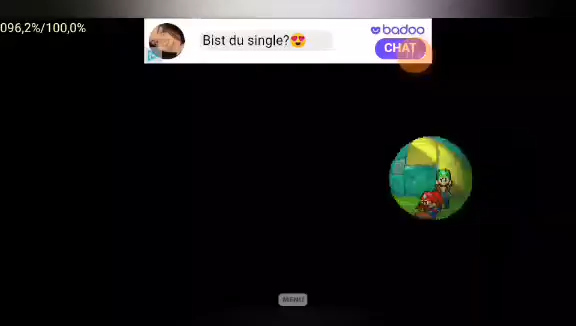 096,2%/100,0%
Bist du single?😍
badoo
CHAT
MENU